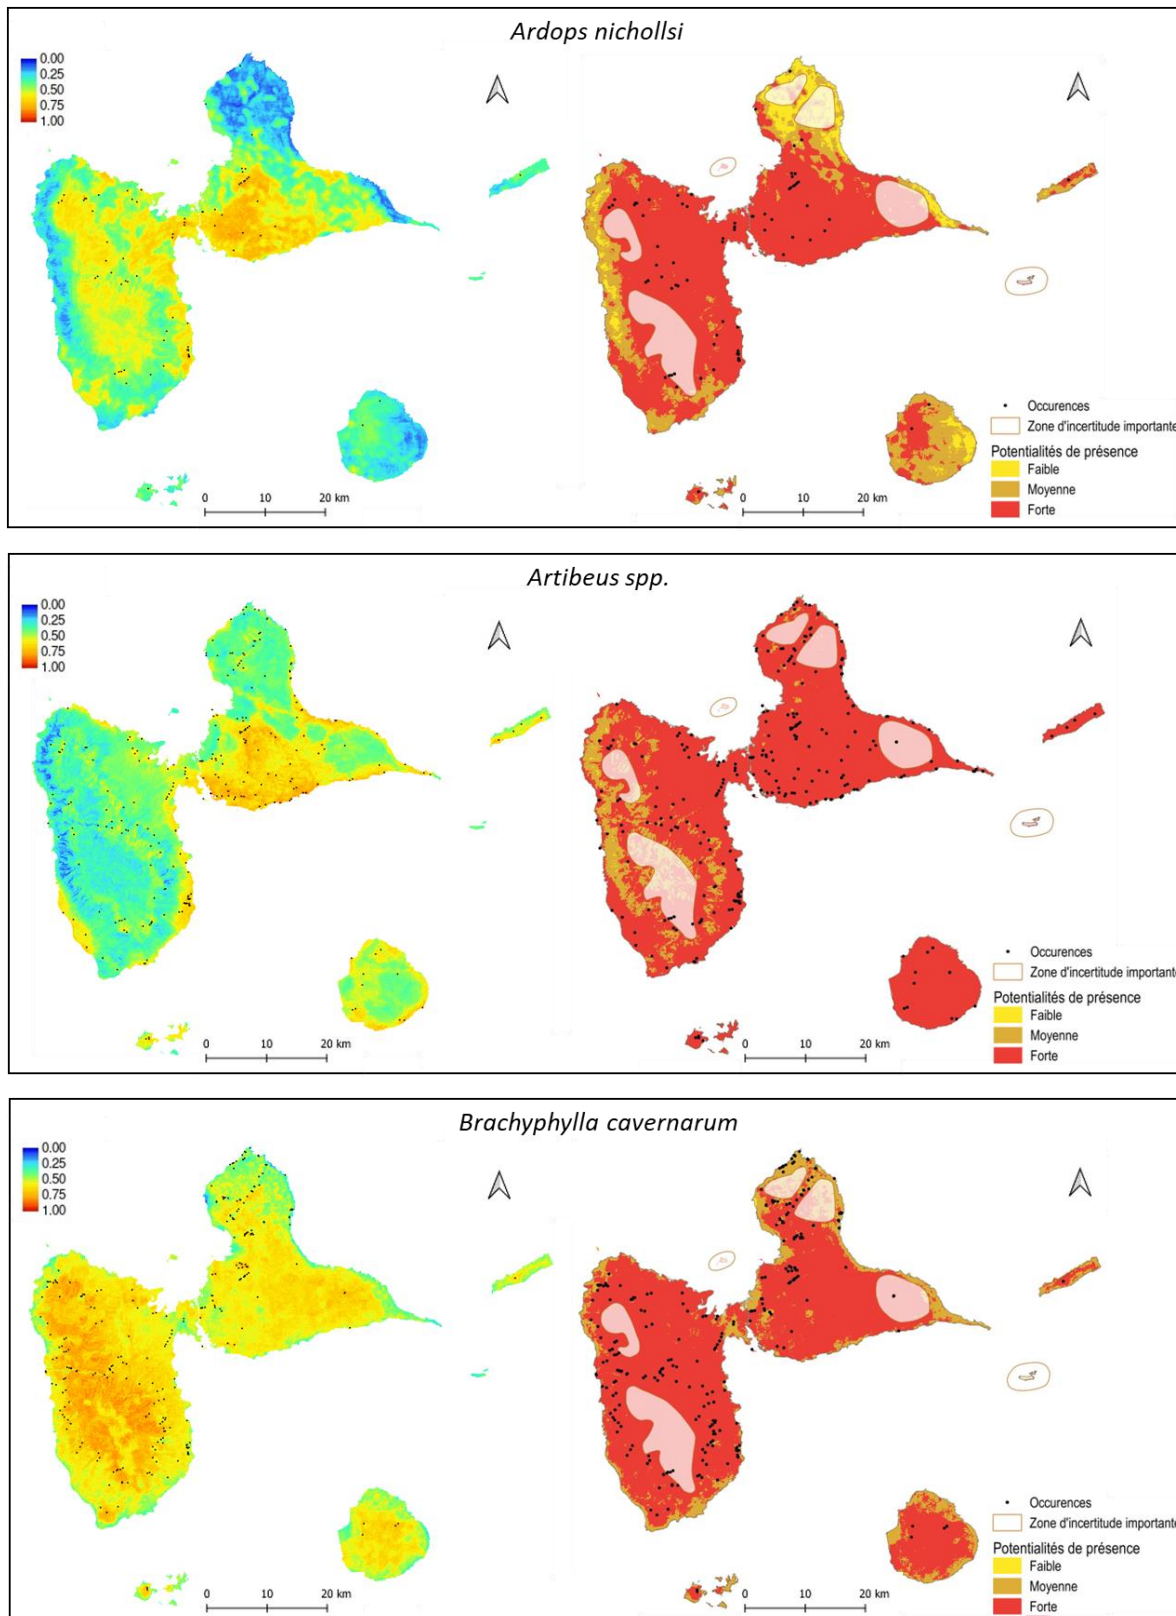 Ardops nichollsi
0.00
0.25
0.50
0.75
1.00
0 10 20 km
0 10 20 km
Occurences
Zone d'incertitude importante
Potentialités de présence
Faible
Moyenne
Forte
Artibeus spp.
0.00
0.25
0.50
0.75
1.00
0 10 20 km
0 10 20 km
Occurences
Zone d'incertitude importante
Potentialités de présence
Faible
Moyenne
Forte
Brachyphylla cavernarum
0.00
0.25
0.50
0.75
1.00
0 10 20 km
0 10 20 km
Occurences
Zone d'incertitude importante
Potentialités de présence
Faible
Moyenne
Forte